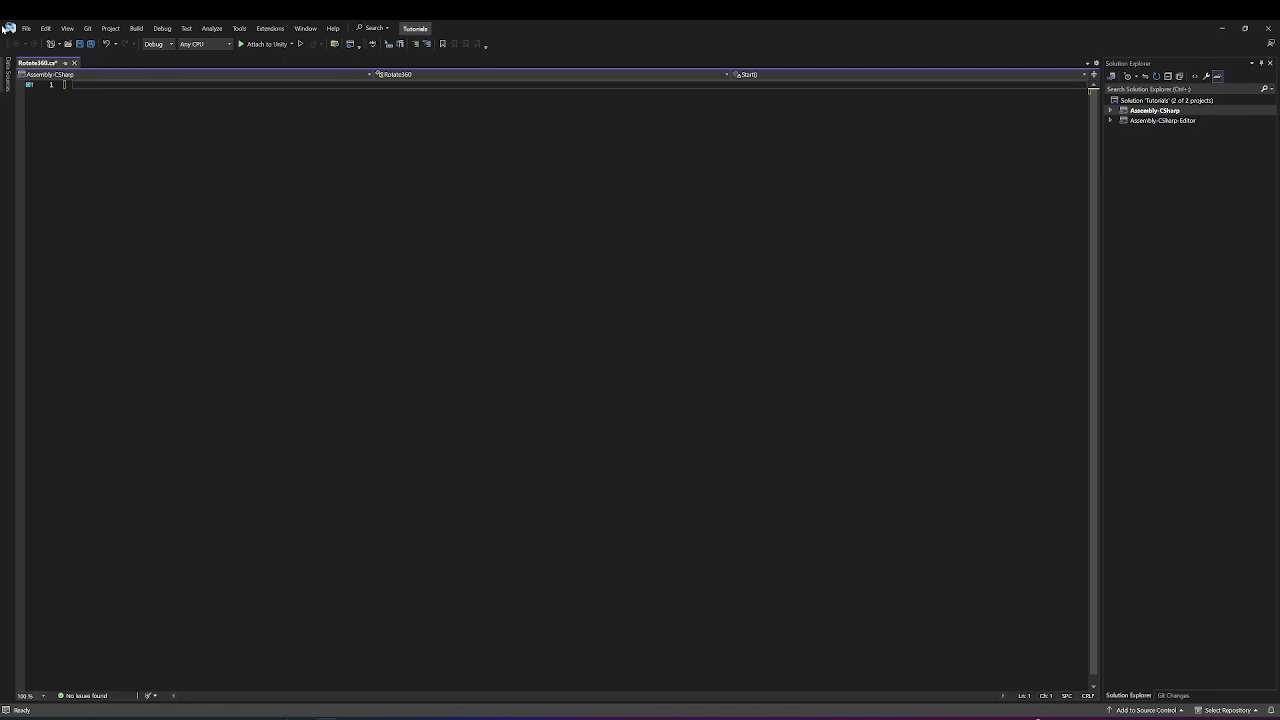 File Edit View Git Project Build Debug Test Analyze Tools Extensions Window Help Search Tutorials
Debug Any CPU Attach to Unity
Data Sources
Rotate360.cs*
Assembly-CSharp Rotate360 Start()
1
Solution Explorer
Search Solution Explorer (Ctrl+;)
Solution 'Tutorials' (2 of 2 projects)
Assembly-CSharp
Assembly-CSharp-Editor
100 % No issues found Ln: 1 Ch: 1 SPC CRLF
Solution Explorer Git Changes
Ready Add to Source Control Select Repository